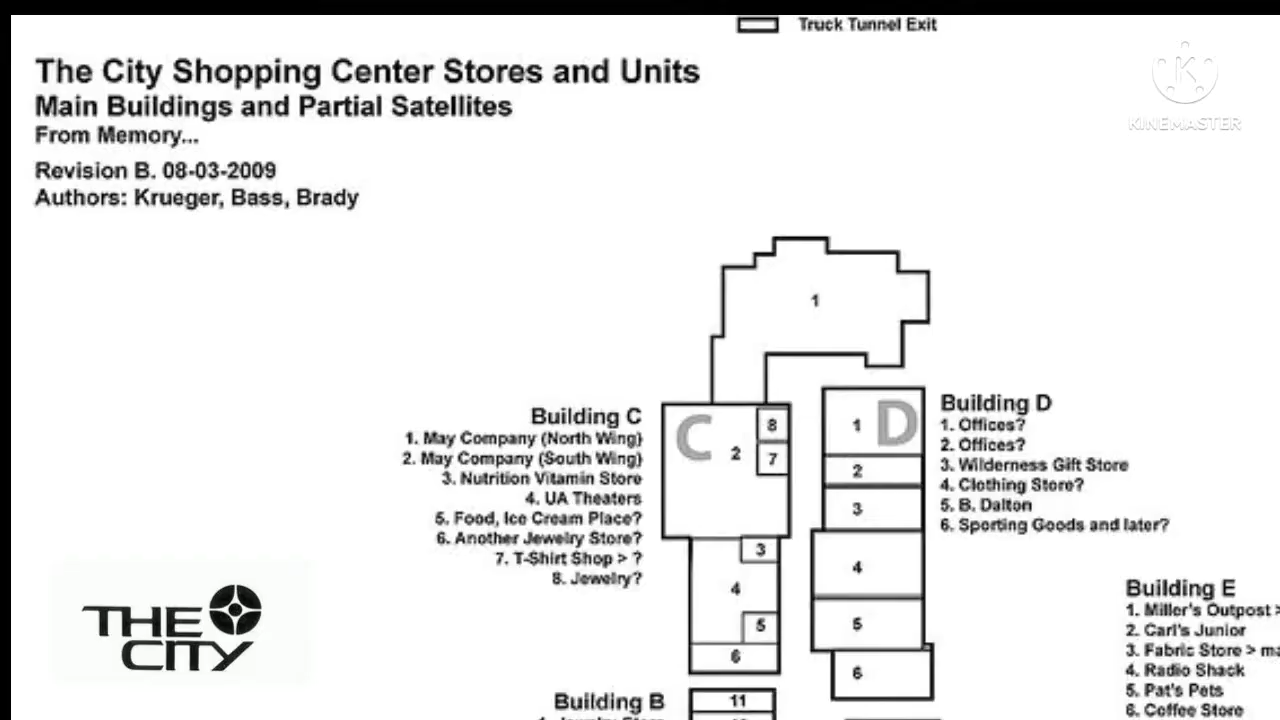 Truck Tunnel Exit
The City Shopping Center Stores and Units
Main Buildings and Partial Satellites
From Memory...
Revision B. 08-03-2009
Authors: Krueger, Bass, Brady
K
KINEMASTER
1
Building C
1. May Company (North Wing)
2. May Company (South Wing)
3. Nutrition Vitamin Store
4. UA Theaters
5. Food, Ice Cream Place?
6. Another Jewelry Store?
7. T-Shirt Shop > ?
8. Jewelry?
C
2
8
7
3
4
5
6
1
D
2
3
4
5
6
Building D
1. Offices?
2. Offices?
3. Wilderness Gift Store
4. Clothing Store?
5. B. Dalton
6. Sporting Goods and later?
Building E
1. Miller's Outpost >
2. Carl's Junior
3. Fabric Store >
4. Radio Shack
5. Pat's Pets
6. Coffee Store
THE
CITY
Building B
11